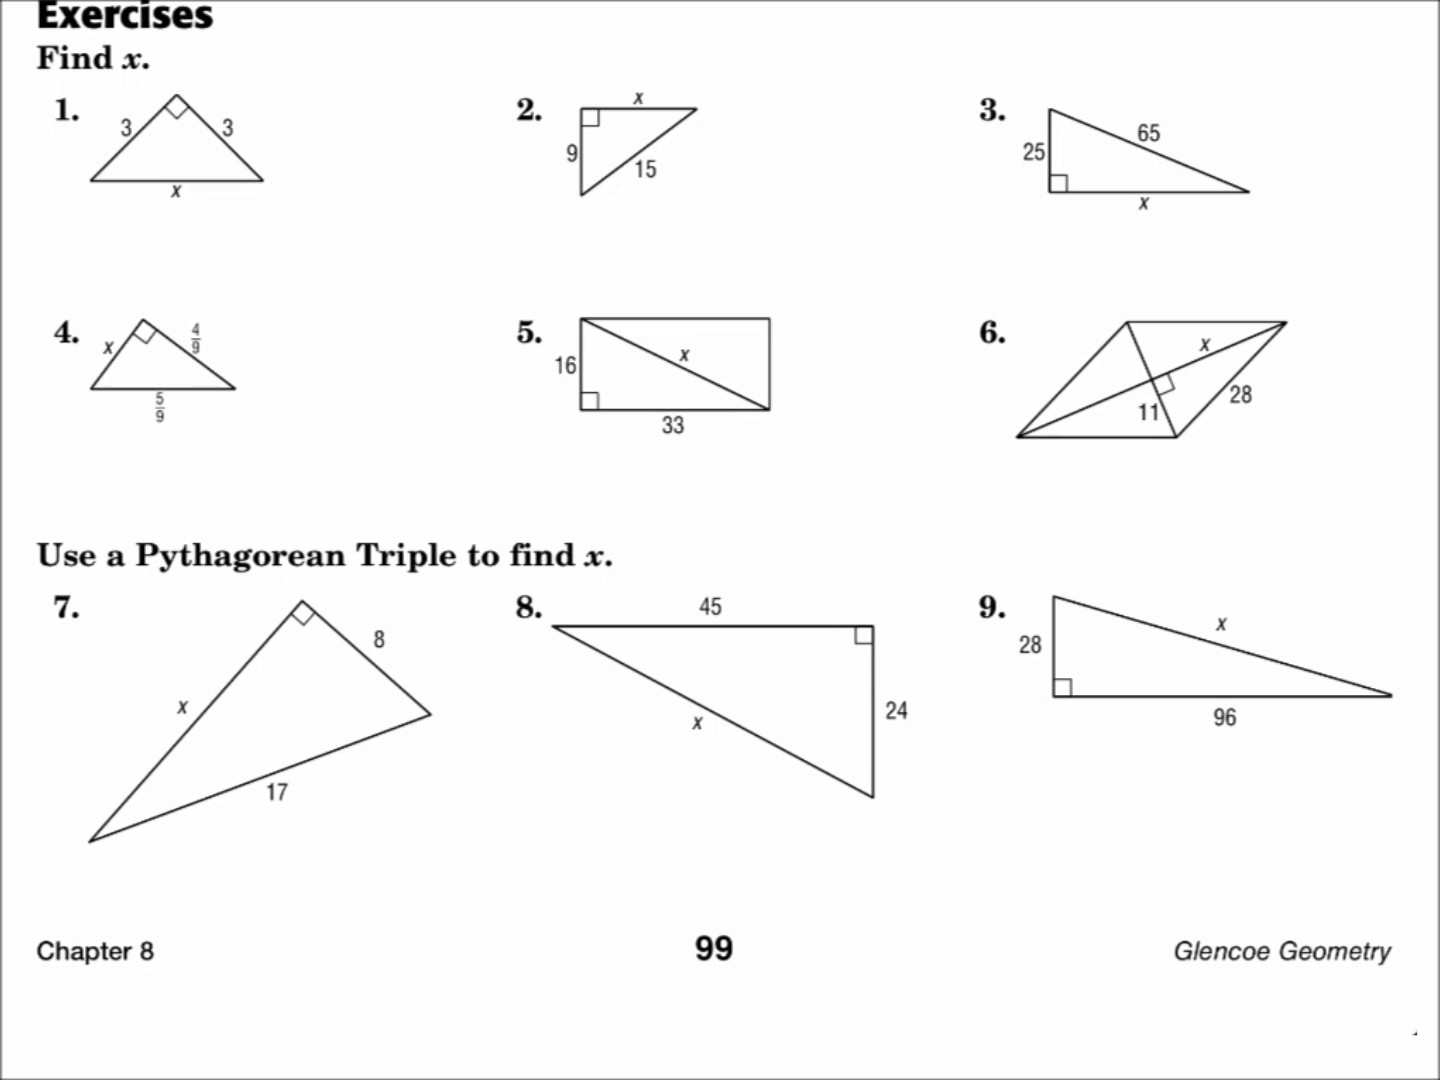 Exercises
Find x.
1.
3
3
x
2.
x
9
15
3.
25
65
x
4.
x
4/9
5/9
5.
16
x
33
6.
x
11
28
Use a Pythagorean Triple to find x.
7.
8
x
17
8.
45
24
x
9.
28
x
96
Chapter 8
99
Glencoe Geometry